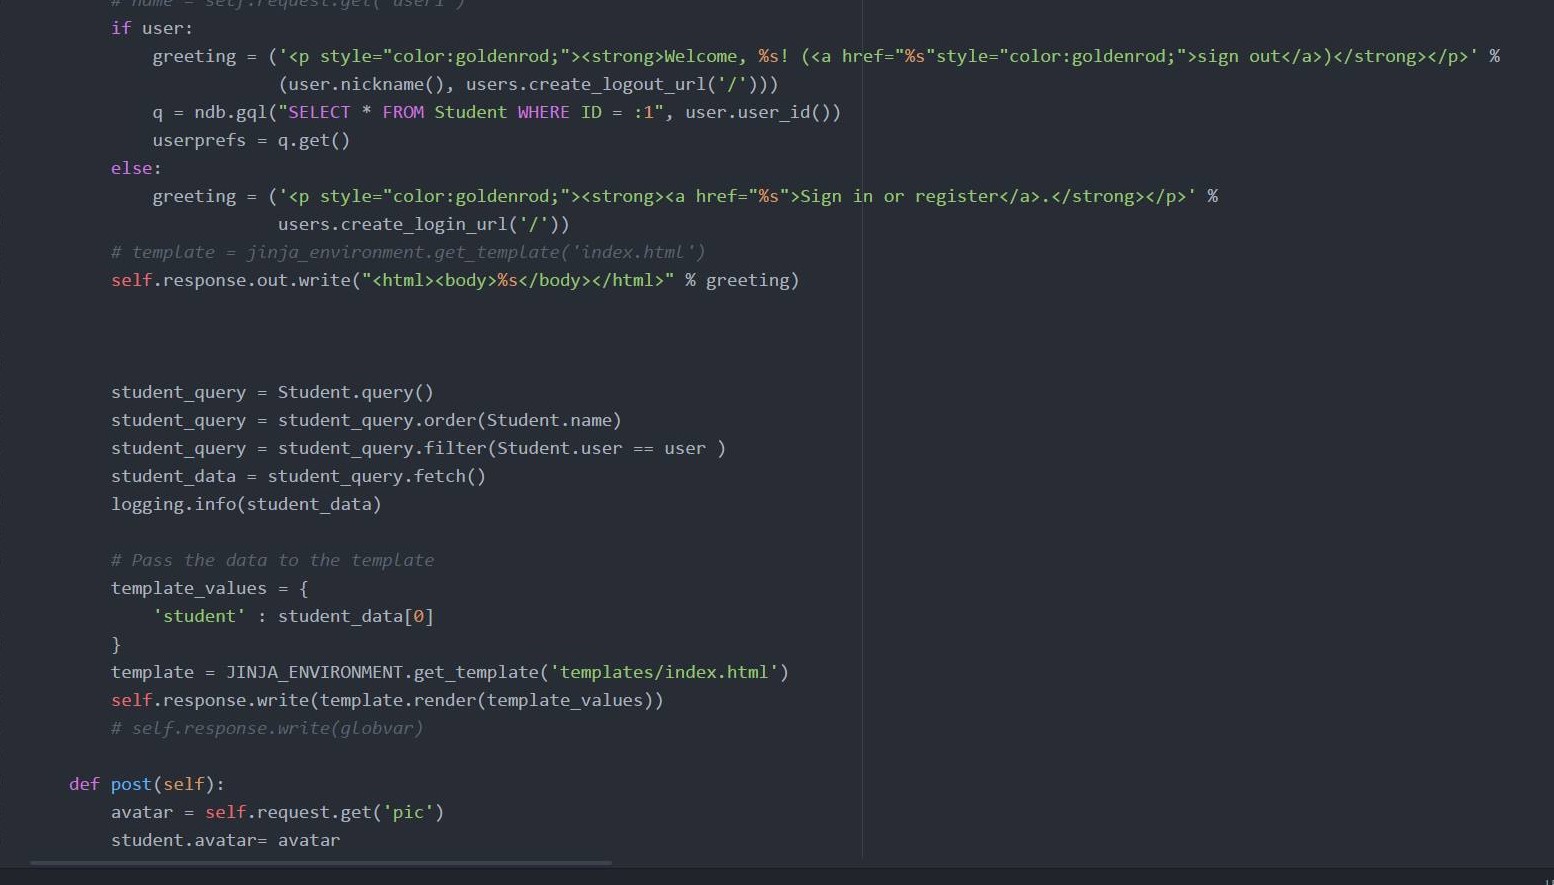 # name = self.request.get('user1')
if user:
greeting = ('<p style="color:goldenrod;"><strong>Welcome, %s! (<a href="%s"style="color:goldenrod;">sign out</a>)</strong></p>' %
(user.nickname(), users.create_logout_url('/')))
q = ndb.gql("SELECT * FROM Student WHERE ID = :1", user.user_id())
userprefs = q.get()
else:
greeting = ('<p style="color:goldenrod;"><strong><a href="%s">Sign in or register</a>.</strong></p>' %
users.create_login_url('/'))
# template = jinja_environment.get_template('index.html')
self.response.out.write("<html><body>%s</body></html>" % greeting)
student_query = Student.query()
student_query = student_query.order(Student.name)
student_query = student_query.filter(Student.user == user )
student_data = student_query.fetch()
logging.info(student_data)
# Pass the data to the template
template_values = {
'student' : student_data[0]
}
template = JINJA_ENVIRONMENT.get_template('templates/index.html')
self.response.write(template.render(template_values))
# self.response.write(globvar)
def post(self):
avatar = self.request.get('pic')
student.avatar= avatar